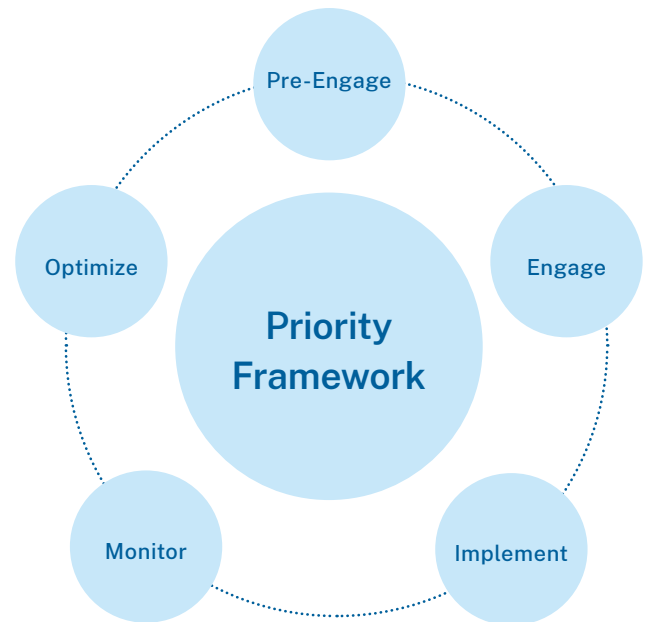 Pre-Engage
Engage
Implement
Monitor
Optimize
Priority
Framework